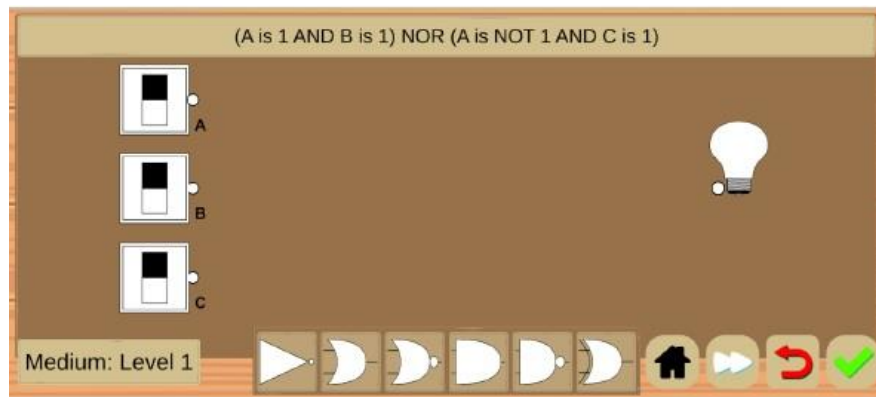 (A is 1 AND B is 1) NOR (A is NOT 1 AND C is 1)
A
B
C
Medium: Level 1